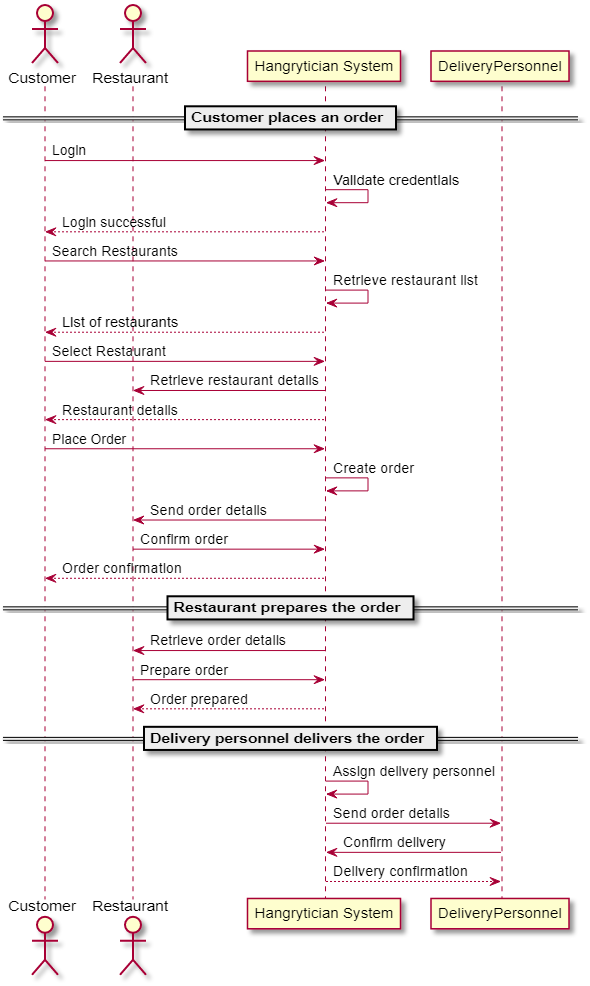 Customer
Restaurant
Hangrytician System
DeliveryPersonnel
Customer places an order
Login
Validate credentials
Login successful
Search Restaurants
Retrieve restaurant list
List of restaurants
Select Restaurant
Retrieve restaurant details
Restaurant details
Place Order
Create order
Send order details
Confirm order
Order confirmation
Restaurant prepares the order
Retrieve order details
Prepare order
Order prepared
Delivery personnel delivers the order
Assign delivery personnel
Send order details
Confirm delivery
Delivery confirmation
Customer
Restaurant
Hangrytician System
DeliveryPersonnel